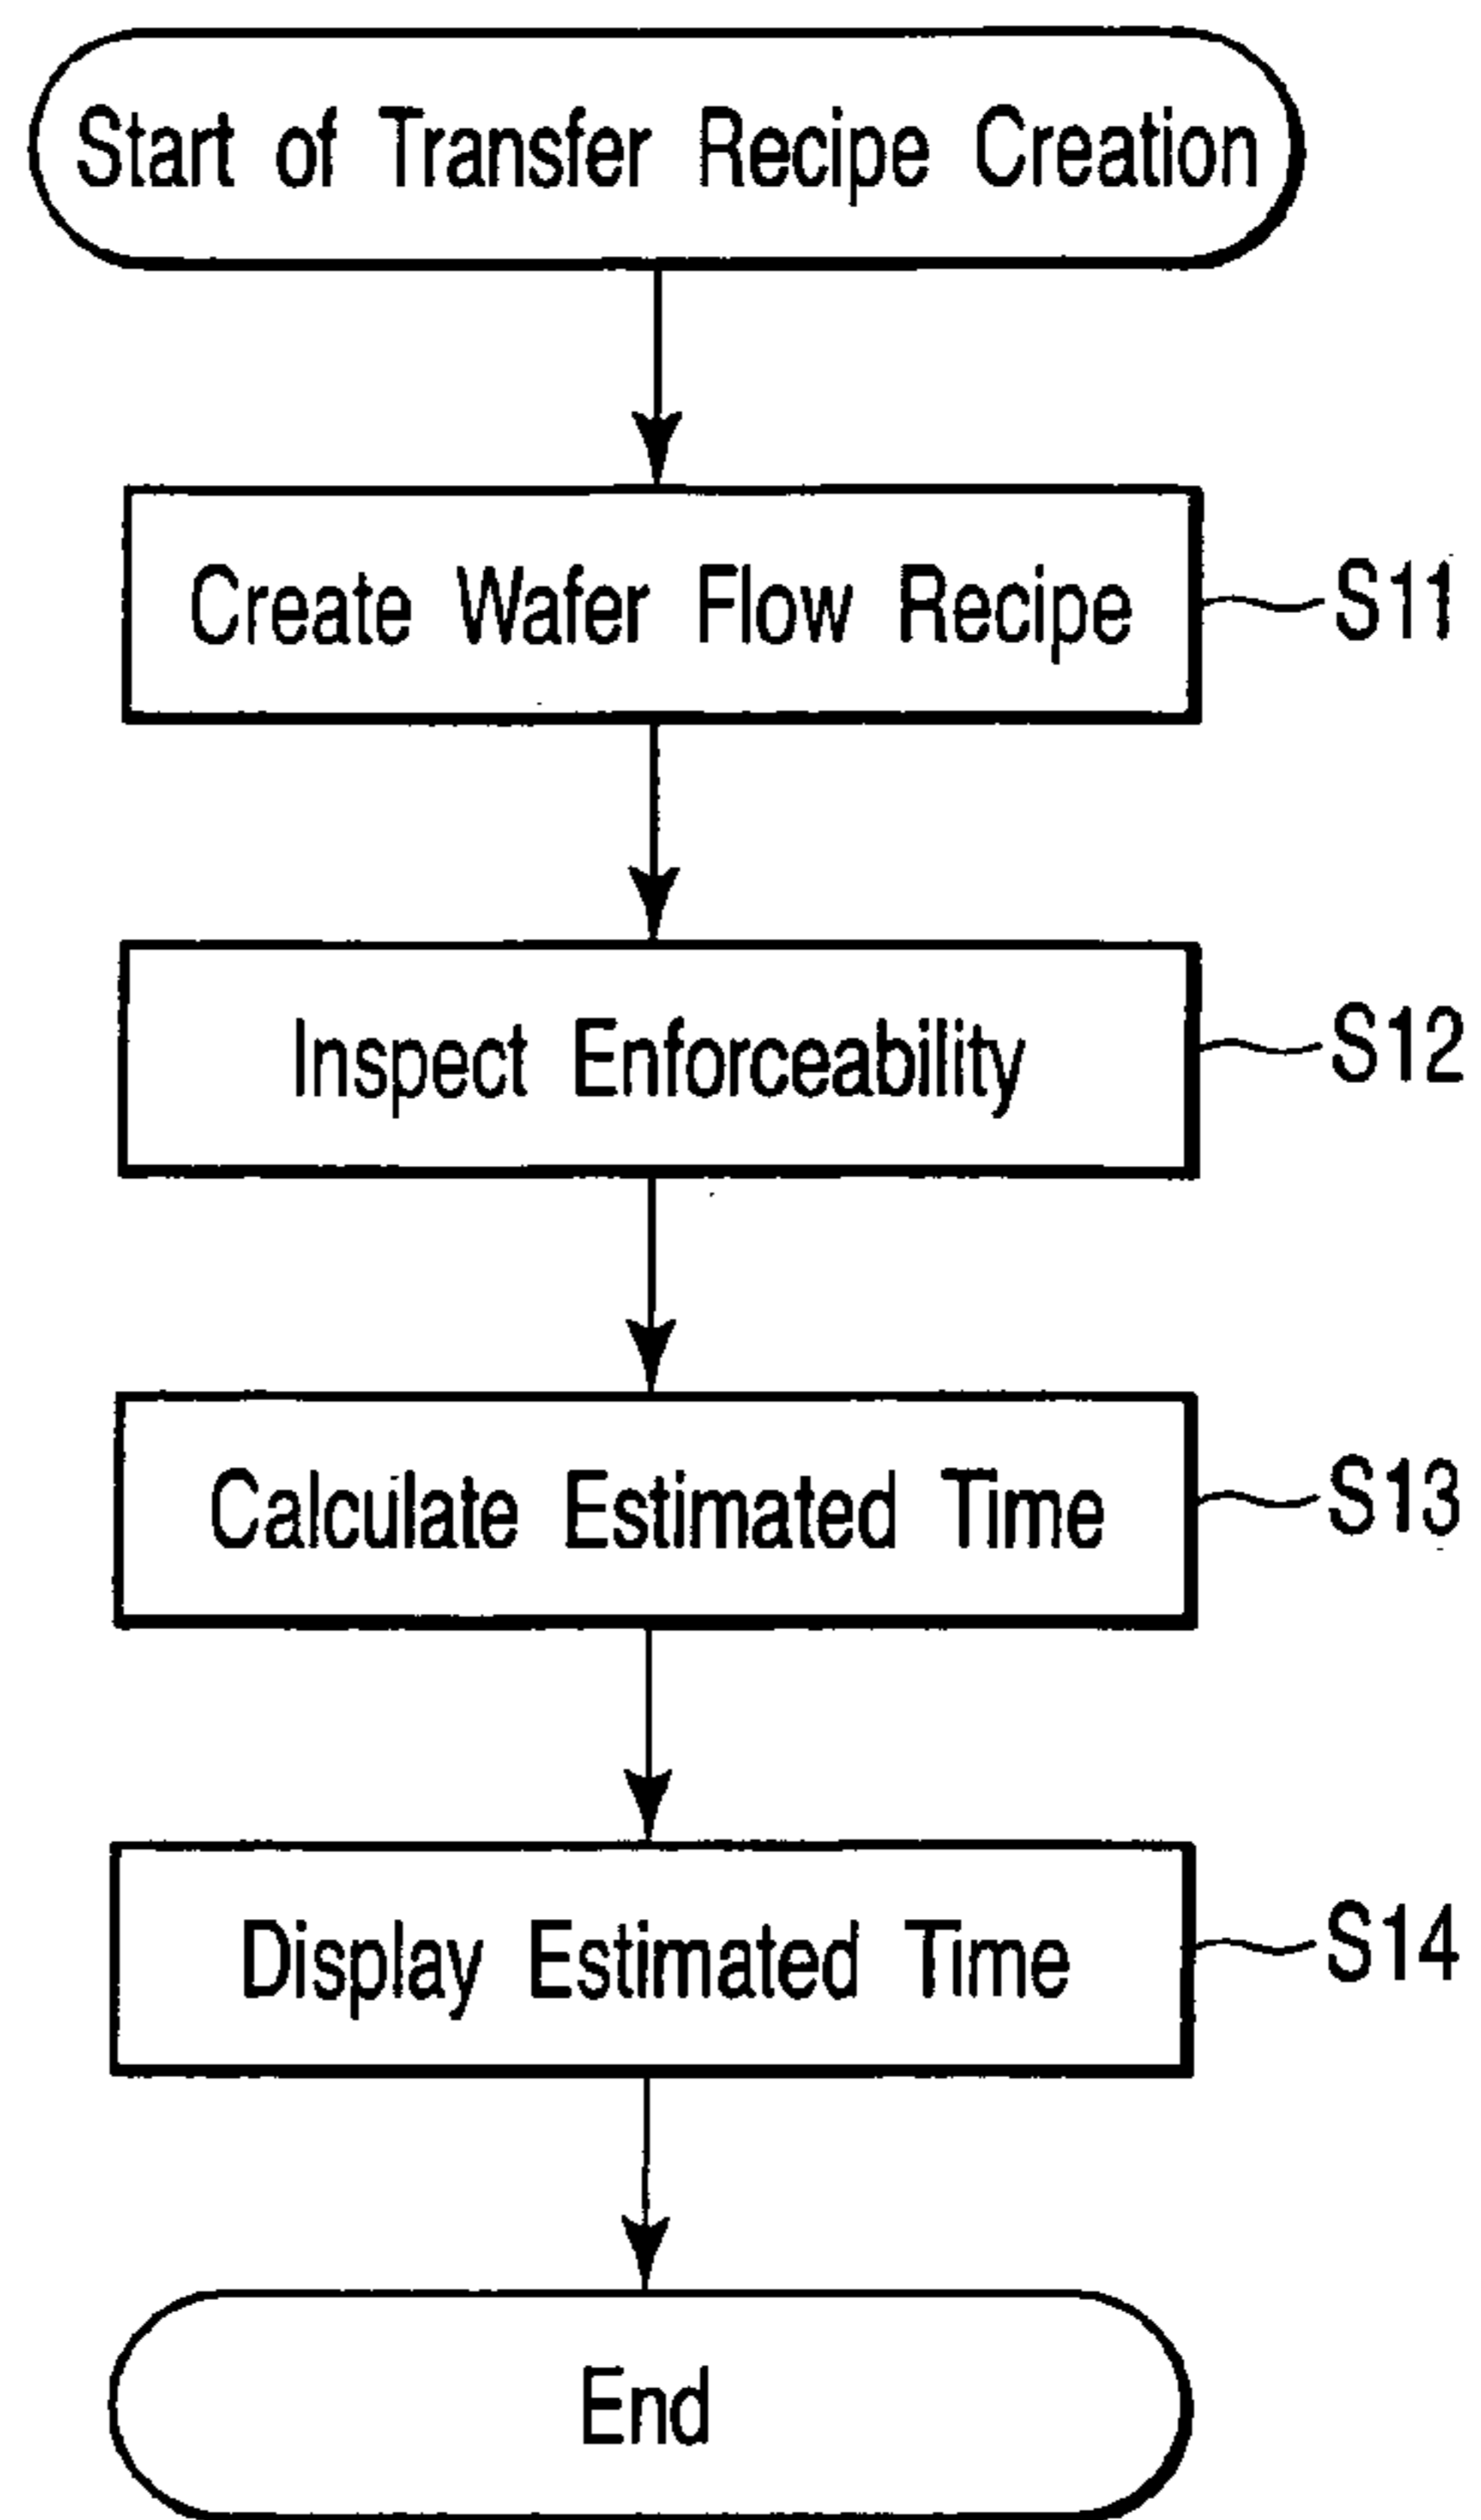 Start of Transfer Recipe Creation
Create Wafer Flow Recipe
S11
Inspect Enforceability
S12
Calculate Estimated Time
S13
Display Estimated Time
S14
End